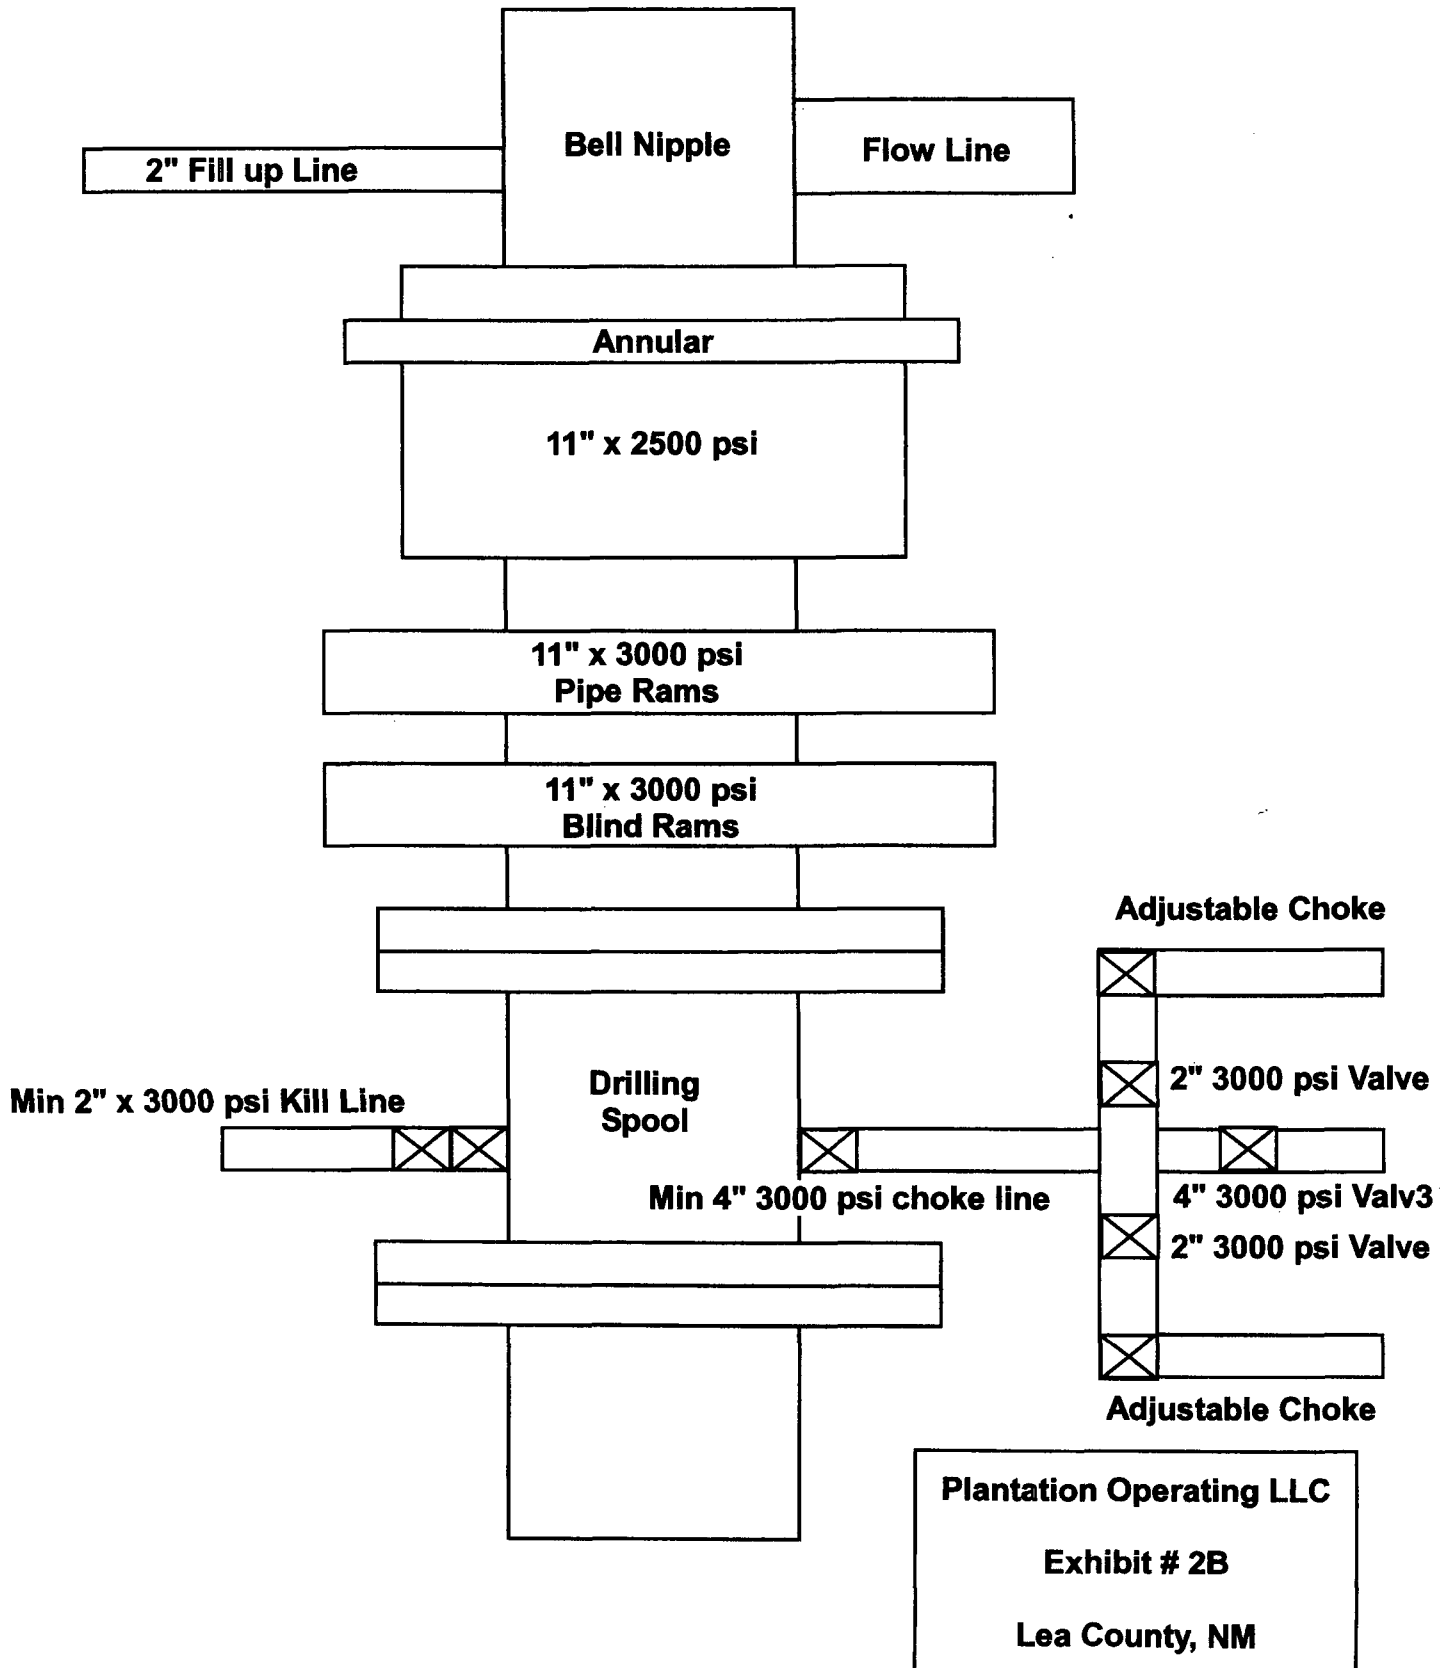 Bell Nipple
Flow Line
2" Fill up Line
Annular
11" x 2500 psi
11" x 3000 psi
Pipe Rams
11" x 3000 psi
Blind Rams
Adjustable Choke
2" 3000 psi Valve
Drilling
Spool
Min 2" x 3000 psi Kill Line
Min 4" 3000 psi choke line
4" 3000 psi Valv3
2" 3000 psi Valve
Adjustable Choke
Plantation Operating LLC
Exhibit # 2B
Lea County, NM